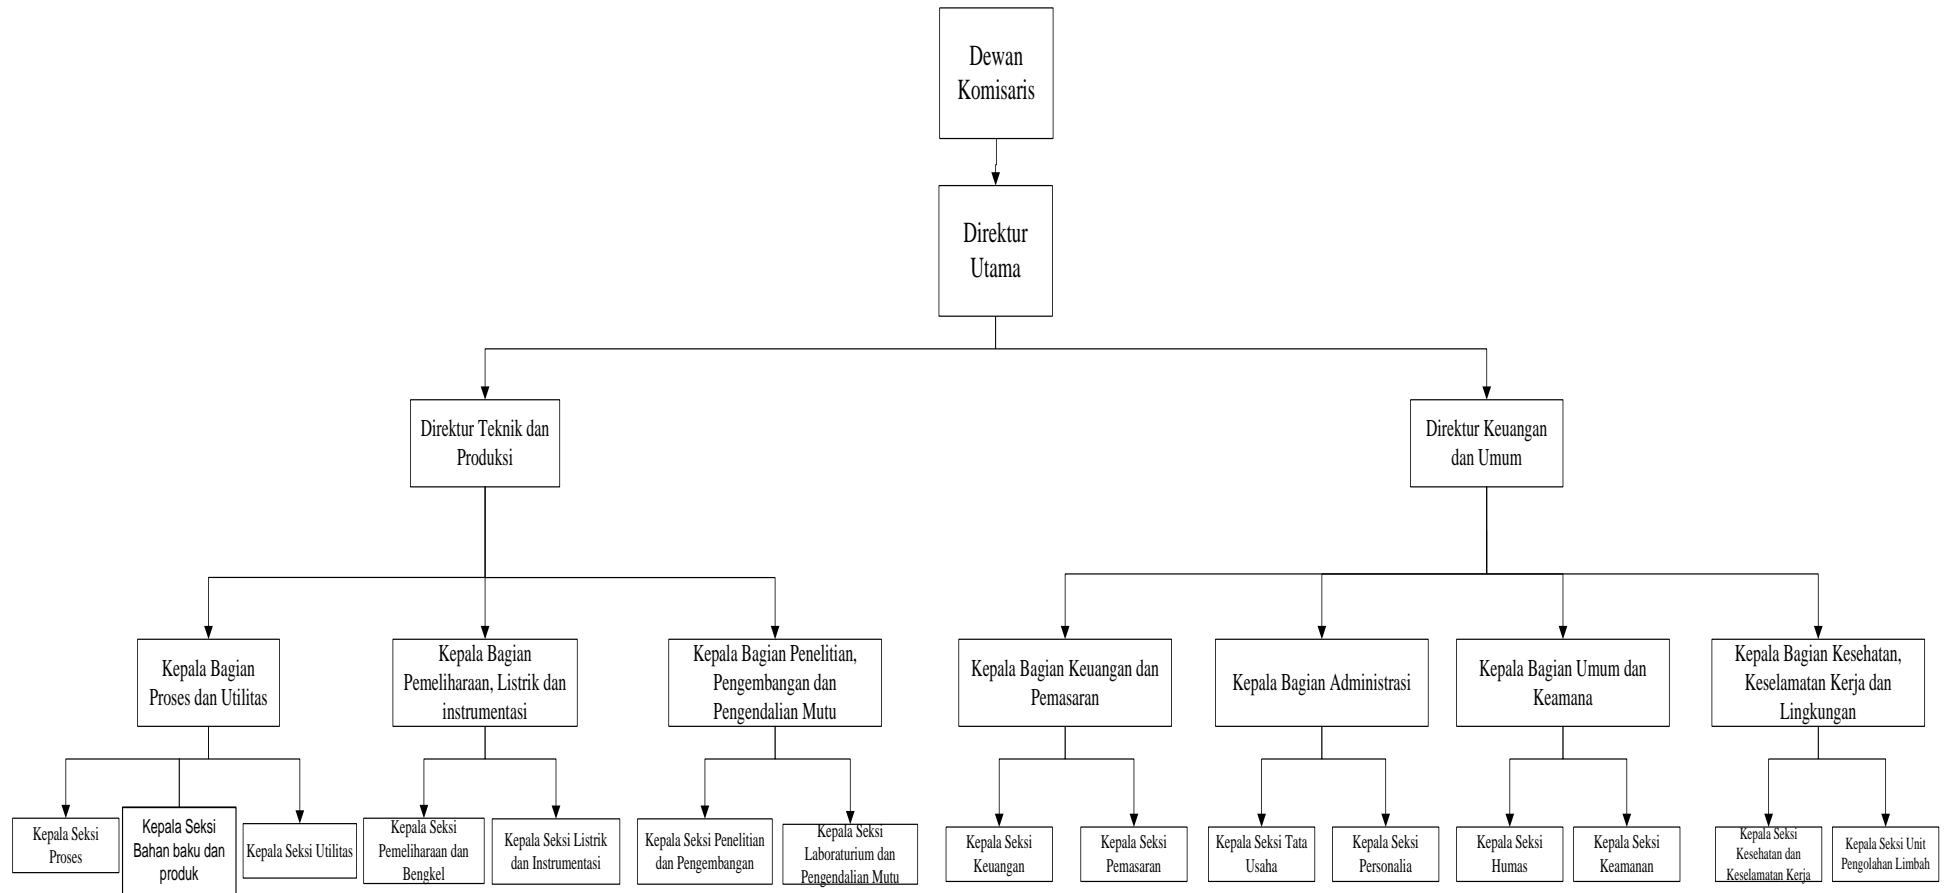 Dewan
Komisaris
Direktur
Utama
Direktur Teknik dan
Produksi
Direktur Keuangan
dan Umum
Kepala Bagian
Proses dan Utilitas
Kepala Bagian
Pemeliharaan, Listrik dan
instrumentasi
Kepala Bagian Penelitian,
Pengembangan dan
Pengendalian Mutu
Kepala Bagian Keuangan dan
Pemasaran
Kepala Bagian Administrasi
Kepala Bagian Umum dan
Keamana
Kepala Bagian Kesehatan,
Keselamatan Kerja dan
Lingkungan
Kepala Seksi
Proses
Kepala Seksi
Bahan baku dan
produk
Kepala Seksi Utilitas
Kepala Seksi
Pemeliharaan dan
Bengkel
Kepala Seksi Listrik
dan Instrumentasi
Kepala Seksi Penelitian
dan Pengembangan
Kepala Seksi
Laboraturium dan
Pengendalian Mutu
Kepala Seksi
Keuangan
Kepala Seksi
Pemasaran
Kepala Seksi Tata
Usaha
Kepala Seksi
Personalia
Kepala Seksi
Humas
Kepala Seksi
Keamanan
Kepala Seksi
Kesehatan dan
Keselamatan Kerja
Kepala Seksi Unit
Pengolahan Limbah